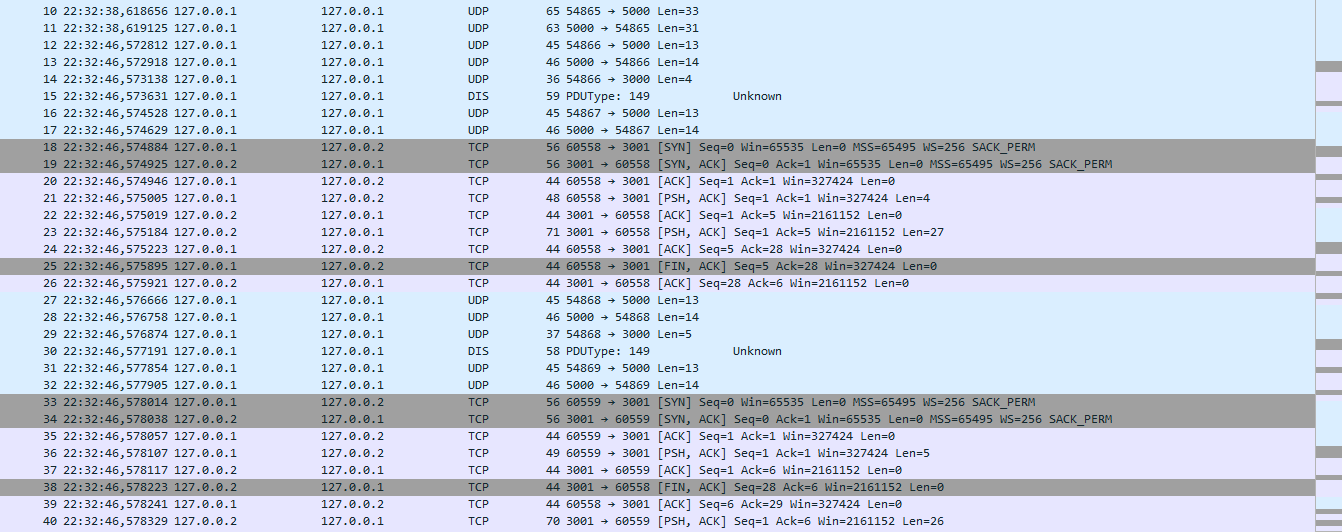 10 22:32:38,618656 127.0.0.1 127.0.0.1 UDP 65 54865 → 5000 Len=33
11 22:32:38,619125 127.0.0.1 127.0.0.1 UDP 63 5000 → 54865 Len=31
12 22:32:46,572812 127.0.0.1 127.0.0.1 UDP 45 54866 → 5000 Len=13
13 22:32:46,572918 127.0.0.1 127.0.0.1 UDP 46 5000 → 54866 Len=14
14 22:32:46,573138 127.0.0.1 127.0.0.1 UDP 36 54866 → 3000 Len=4
15 22:32:46,573631 127.0.0.1 127.0.0.1 DIS 59 PDUType: 149 Unknown
16 22:32:46,574528 127.0.0.1 127.0.0.1 UDP 45 54867 → 5000 Len=13
17 22:32:46,574629 127.0.0.1 127.0.0.1 UDP 46 5000 → 54867 Len=14
18 22:32:46,574884 127.0.0.1 127.0.0.2 TCP 56 60558 → 3001 [SYN] Seq=0 Win=65535 Len=0 MSS=65495 WS=256 SACK_PERM
19 22:32:46,574925 127.0.0.2 127.0.0.1 TCP 56 3001 → 60558 [SYN, ACK] Seq=0 Ack=1 Win=65535 Len=0 MSS=65495 WS=256 SACK_PERM
20 22:32:46,574946 127.0.0.1 127.0.0.2 TCP 44 60558 → 3001 [ACK] Seq=1 Ack=1 Win=327424 Len=0
21 22:32:46,575005 127.0.0.1 127.0.0.2 TCP 48 60558 → 3001 [PSH, ACK] Seq=1 Ack=1 Win=327424 Len=4
22 22:32:46,575019 127.0.0.2 127.0.0.1 TCP 44 3001 → 60558 [ACK] Seq=1 Ack=5 Win=2161152 Len=0
23 22:32:46,575184 127.0.0.2 127.0.0.1 TCP 71 3001 → 60558 [PSH, ACK] Seq=1 Ack=5 Win=2161152 Len=27
24 22:32:46,575223 127.0.0.1 127.0.0.2 TCP 44 60558 → 3001 [ACK] Seq=5 Ack=28 Win=327424 Len=0
25 22:32:46,575895 127.0.0.1 127.0.0.2 TCP 44 60558 → 3001 [FIN, ACK] Seq=5 Ack=28 Win=327424 Len=0
26 22:32:46,575921 127.0.0.2 127.0.0.1 TCP 44 3001 → 60558 [ACK] Seq=28 Ack=6 Win=2161152 Len=0
27 22:32:46,576666 127.0.0.1 127.0.0.1 UDP 45 54868 → 5000 Len=13
28 22:32:46,576758 127.0.0.1 127.0.0.1 UDP 46 5000 → 54868 Len=14
29 22:32:46,576874 127.0.0.1 127.0.0.1 UDP 37 54868 → 3000 Len=5
30 22:32:46,577191 127.0.0.1 127.0.0.1 DIS 58 PDUType: 149 Unknown
31 22:32:46,577854 127.0.0.1 127.0.0.1 UDP 45 54869 → 5000 Len=13
32 22:32:46,577905 127.0.0.1 127.0.0.1 UDP 46 5000 → 54869 Len=14
33 22:32:46,578014 127.0.0.1 127.0.0.2 TCP 56 60559 → 3001 [SYN] Seq=0 Win=65535 Len=0 MSS=65495 WS=256 SACK_PERM
34 22:32:46,578038 127.0.0.2 127.0.0.1 TCP 56 3001 → 60559 [SYN, ACK] Seq=0 Ack=1 Win=65535 Len=0 MSS=65495 WS=256 SACK_PERM
35 22:32:46,578057 127.0.0.1 127.0.0.2 TCP 44 60559 → 3001 [ACK] Seq=1 Ack=1 Win=327424 Len=0
36 22:32:46,578107 127.0.0.1 127.0.0.2 TCP 49 60559 → 3001 [PSH, ACK] Seq=1 Ack=1 Win=327424 Len=5
37 22:32:46,578117 127.0.0.2 127.0.0.1 TCP 44 3001 → 60559 [ACK] Seq=1 Ack=6 Win=2161152 Len=0
38 22:32:46,578223 127.0.0.2 127.0.0.1 TCP 44 3001 → 60558 [FIN, ACK] Seq=28 Ack=6 Win=2161152 Len=0
39 22:32:46,578241 127.0.0.1 127.0.0.2 TCP 44 60558 → 3001 [ACK] Seq=6 Ack=29 Win=327424 Len=0
40 22:32:46,578329 127.0.0.2 127.0.0.1 TCP 70 3001 → 60559 [PSH, ACK] Seq=1 Ack=6 Win=2161152 Len=26